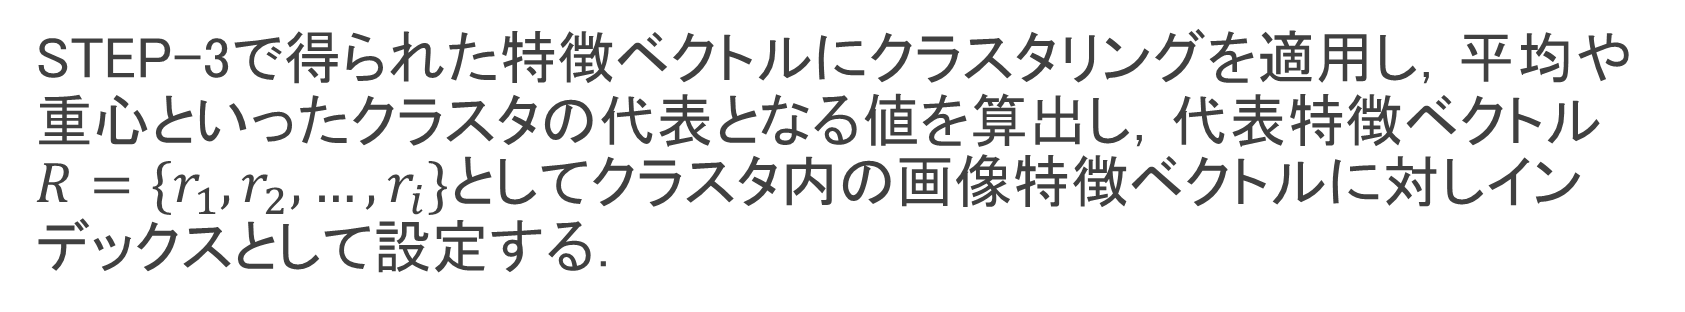 STEP-3で得られた特徴ベクトルにクラスタリングを適用し, 平均や
重心といったクラスタの代表となる値を算出し, 代表特徴ベクトル
R = {r₁, r₂, … , rᵢ}としてクラスタ内の画像特徴ベクトルに対しイン
デックスとして設定する.